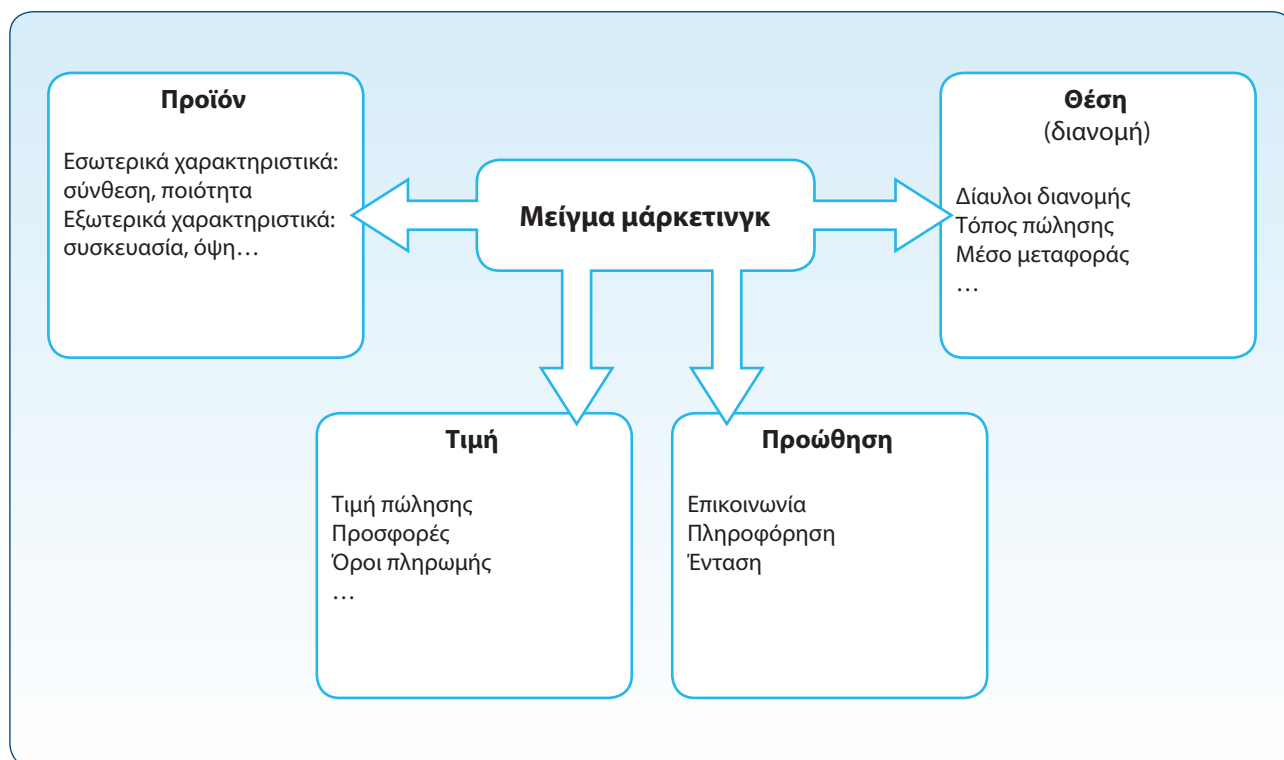 Προϊόν
Εσωτερικά χαρακτηριστικά:
σύνθεση, ποιότητα
Εξωτερικά χαρακτηριστικά:
συσκευασία, όψη…
Μείγμα μάρκετινγκ
Θέση
(διανομή)
Δίαυλοι διανομής
Τόπος πώλησης
Μέσο μεταφοράς
…
Τιμή
Τιμή πώλησης
Προσφορές
Όροι πληρωμής
…
Προώθηση
Επικοινωνία
Πληροφόρηση
Ένταση